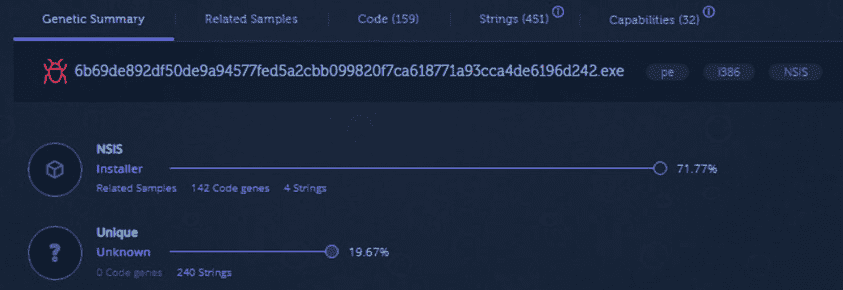 Genetic Summary Related Samples Code (159) Strings (451) Capabilities (32)
6b69de892df50de9a94577fed5a2cbb099820f7ca618771a93cca4de6196d242.exe pe i386 NSIS
NSIS
Installer 71.77%
Related Samples 142 Code genes 4 Strings
Unique
? Unknown 19.67%
0 Code genes 240 Strings